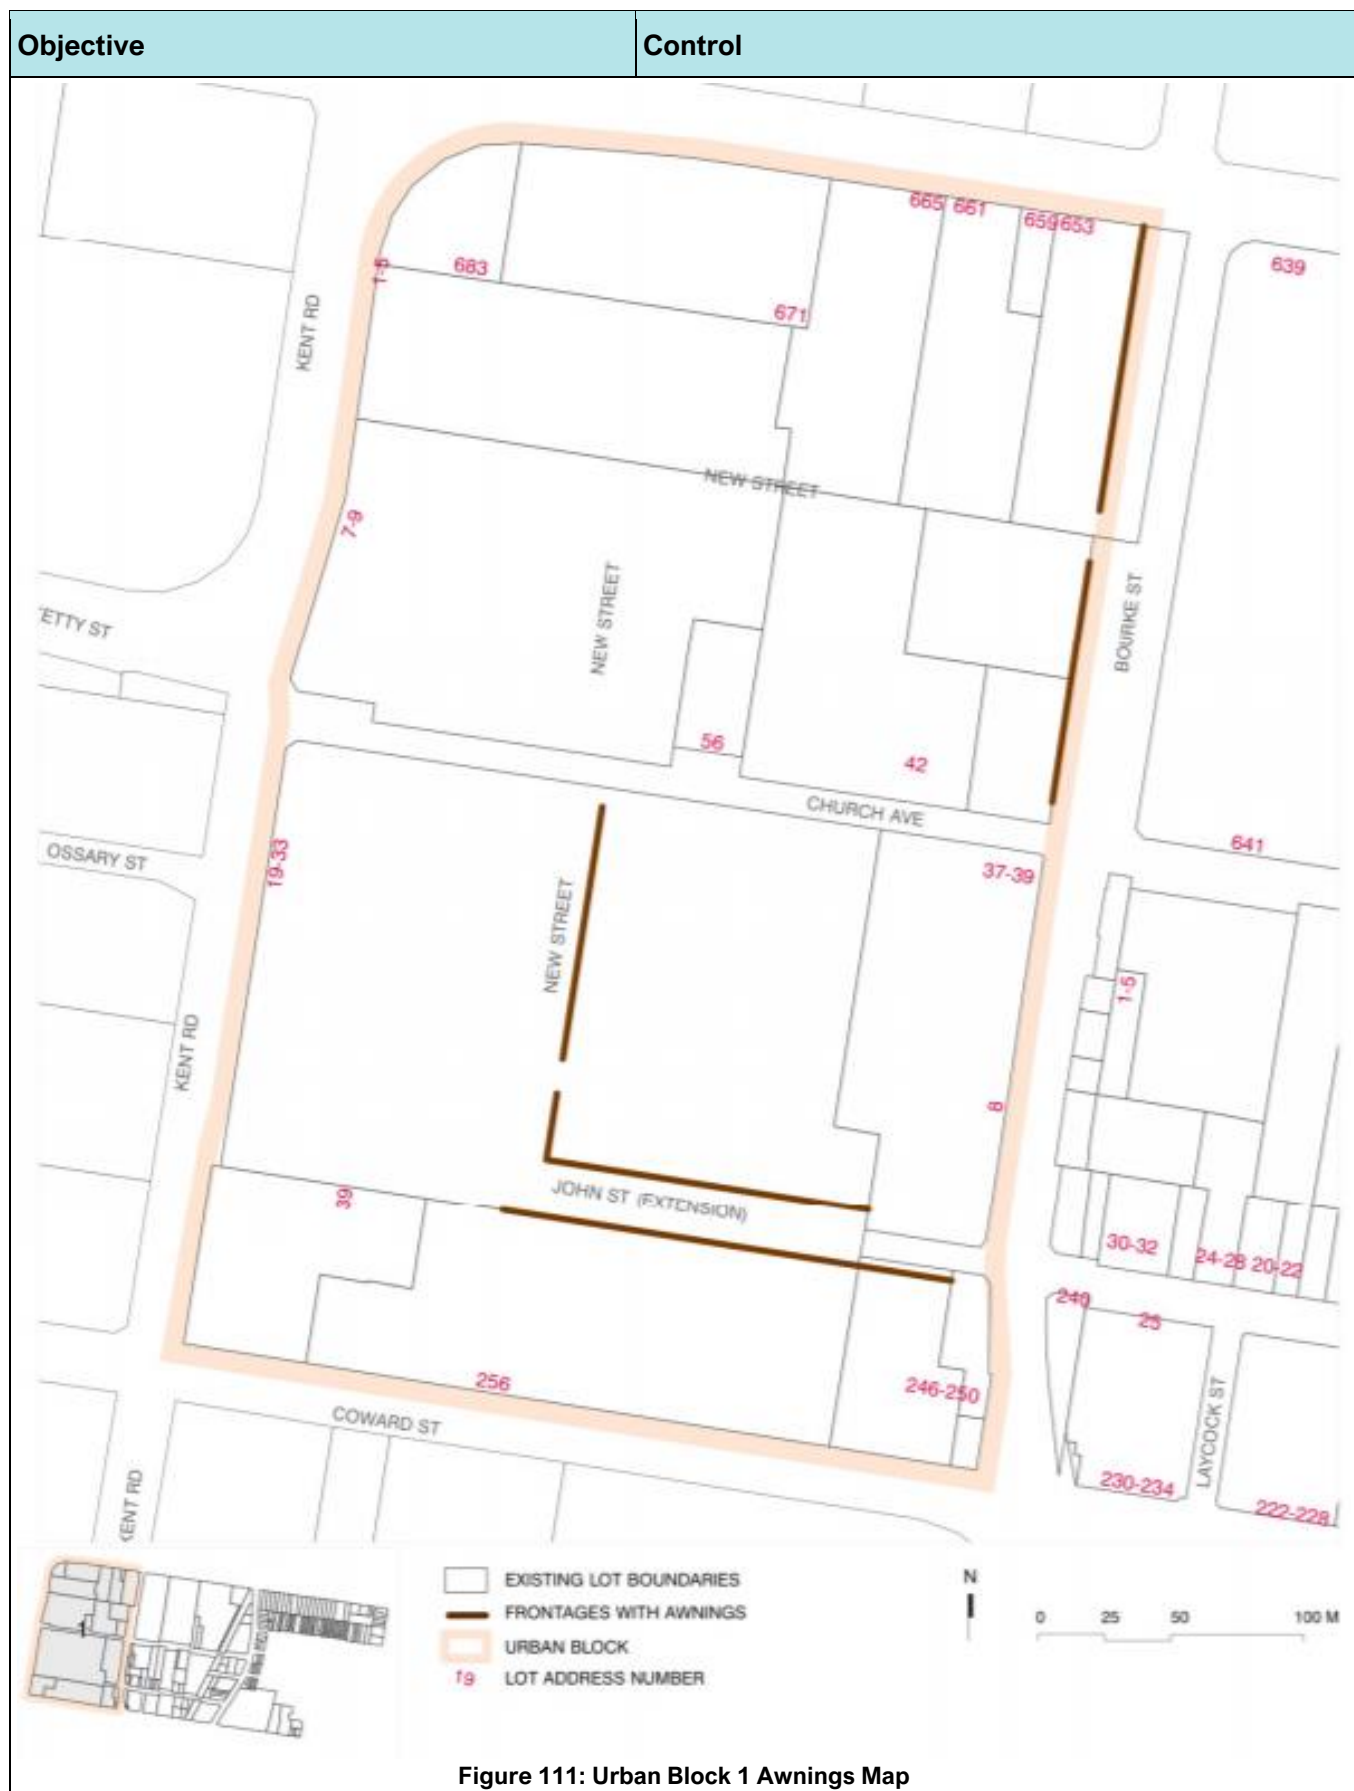 Objective
Control
665 661
659 653
639
1-5
683
671
KENT RD
NEW STREET
7-9
NEW STREET
BOURKE ST
ETTY ST
56
42
CHURCH AVE
641
OSSARY ST
19-33
37-39
NEW STREET
1-5
KENT RD
8
39
JOHN ST (EXTENSION)
30-32
24-28 20-22
240
25
256
246-250
LAYCOCK ST
COWARD ST
230-234
222-228
KENT RD
1
EXISTING LOT BOUNDARIES
FRONTAGES WITH AWNINGS
URBAN BLOCK
19 LOT ADDRESS NUMBER
N
0 25 50 100 M
Figure 111: Urban Block 1 Awnings Map